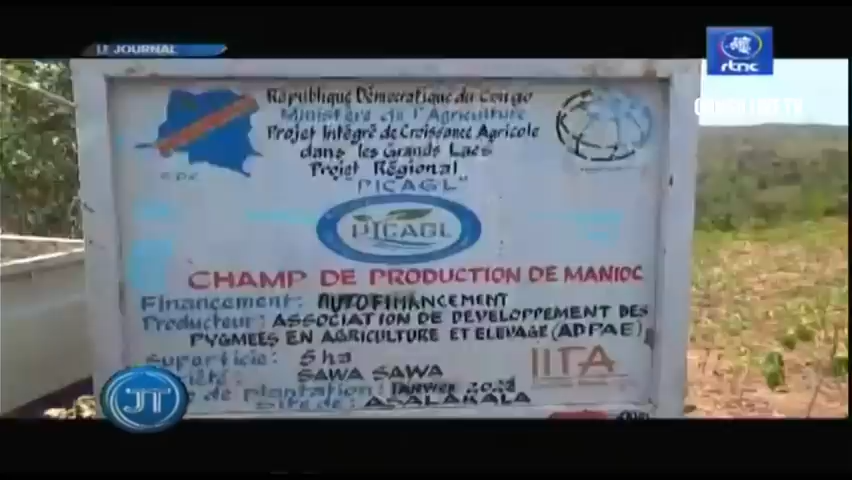 LE JOURNAL
rtnc
République Démocratique du Congo
Ministère de l'Agriculture
Projet Intégré de Croissance Agricole
dans les Grands Lacs
Projet Régional
"PICAGL"
PICAGL
CHAMP DE PRODUCTION DE MANIOC
Financement: AUTOFINANCEMENT
Producteur: ASSOCIATION DE DEVELOPPEMENT DES
PYGMEES EN AGRICULTURE ET ELEVAGE (ADPAE)
Superficie: 5 ha
IITA
SAWA SAWA
de plantation:
Site de: ASALAKALA
JT